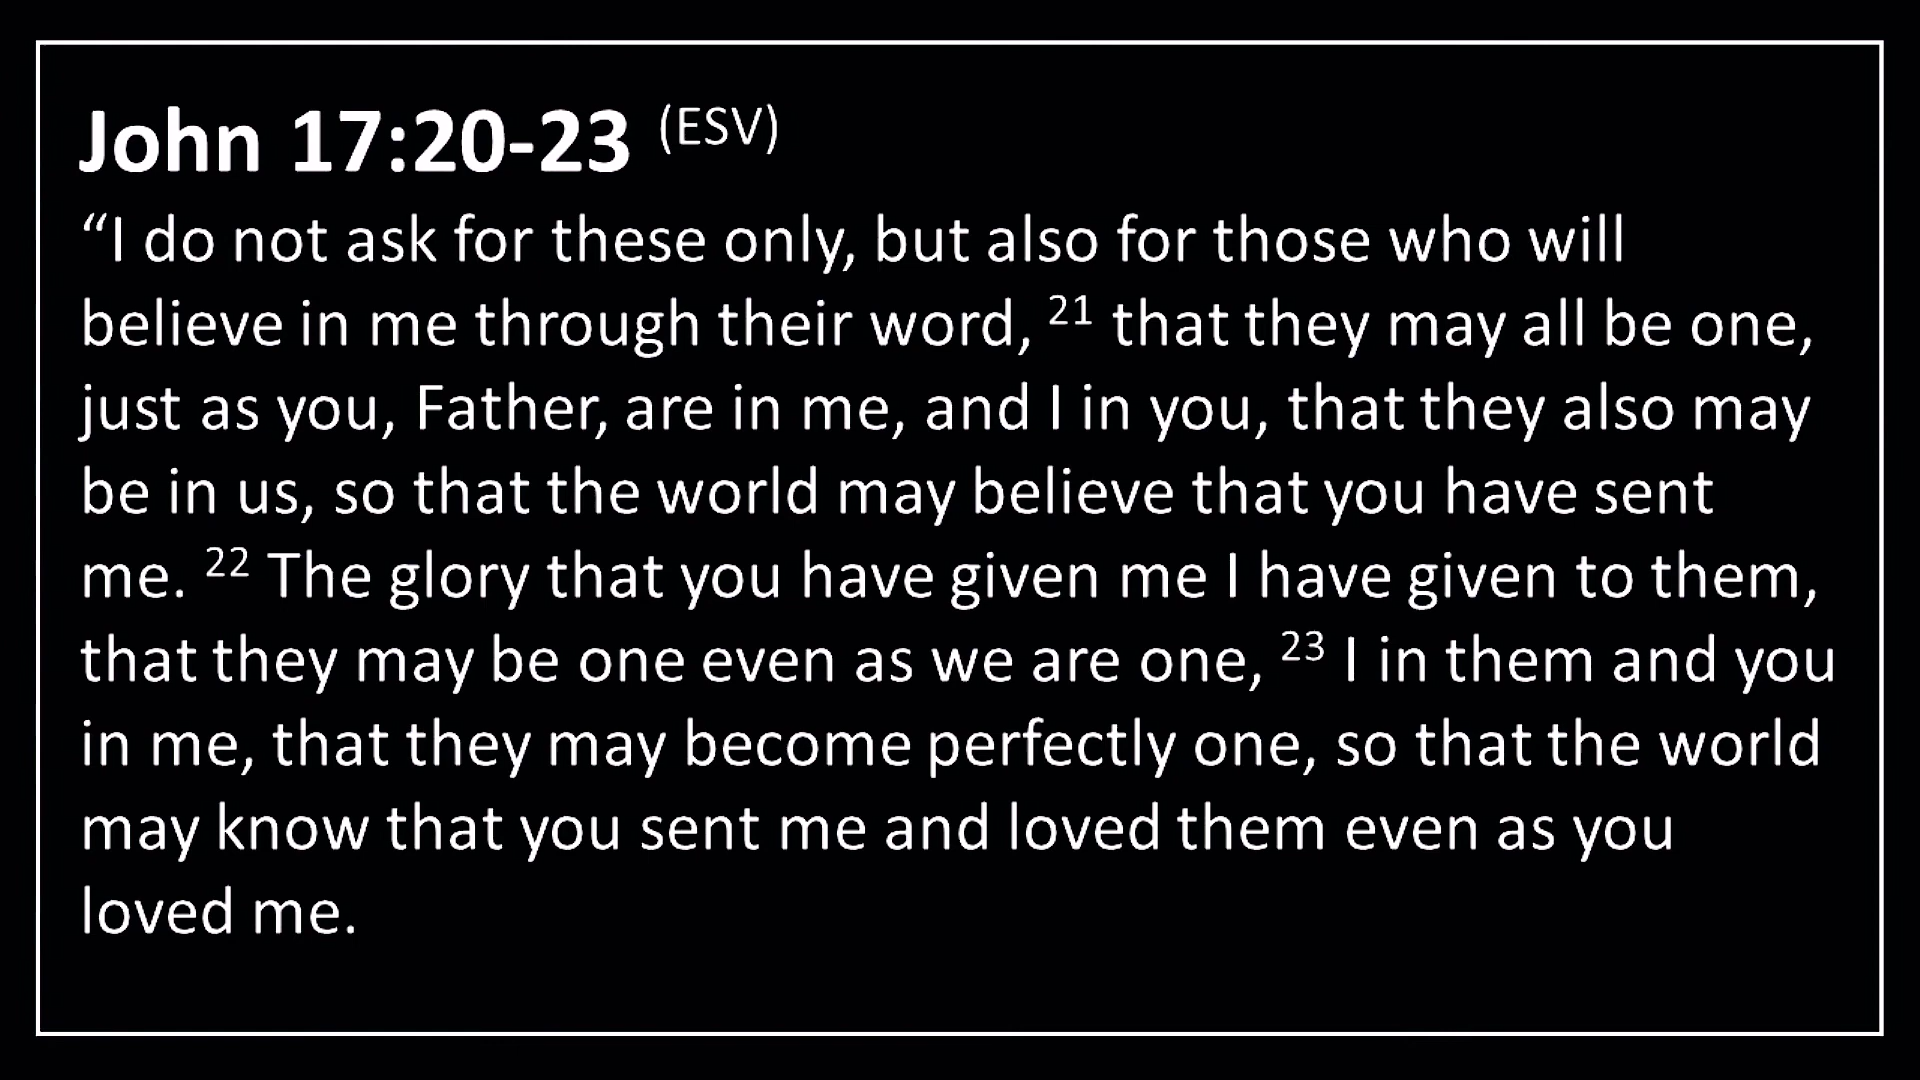 John 17:20-23 (ESV)
“I do not ask for these only, but also for those who will
believe in me through their word, 21 that they may all be one,
just as you, Father, are in me, and I in you, that they also may
be in us, so that the world may believe that you have sent
me. 22 The glory that you have given me I have given to them,
that they may be one even as we are one, 23 I in them and you
in me, that they may become perfectly one, so that the world
may know that you sent me and loved them even as you
loved me.